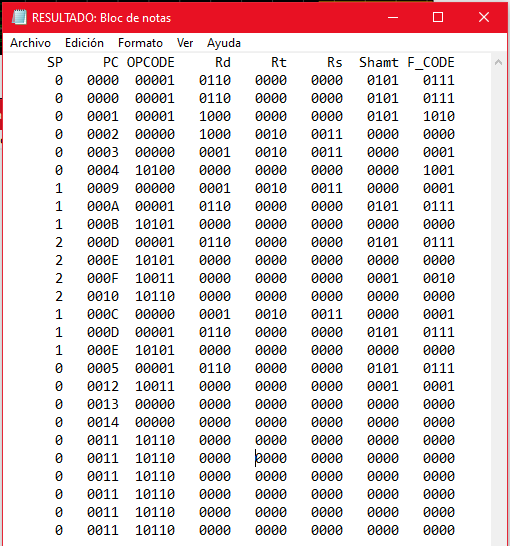 RESULTADO: Bloc de notas
Archivo Edición Formato Ver Ayuda
SP PC OPCODE Rd Rt Rs Shamt F_CODE
0 0000 00001 0110 0000 0000 0101 0111
0 0000 00001 0110 0000 0000 0101 0111
0 0001 00001 1000 0000 0000 0101 1010
0 0002 00000 1000 0010 0011 0000 0000
0 0003 00000 0001 0010 0011 0000 0001
0 0004 10100 0000 0000 0000 0000 1001
1 0009 00000 0001 0010 0011 0000 0001
1 000A 00001 0110 0000 0000 0101 0111
1 000B 10101 0000 0000 0000 0000 0000
2 000D 00001 0110 0000 0000 0101 0111
2 000E 10101 0000 0000 0000 0000 0000
2 000F 10011 0000 0000 0000 0001 0010
2 0010 10110 0000 0000 0000 0000 0000
1 000C 00000 0001 0010 0011 0000 0001
1 000D 00001 0110 0000 0000 0101 0111
1 000E 10101 0000 0000 0000 0000 0000
0 0005 00001 0110 0000 0000 0101 0111
0 0012 10011 0000 0000 0000 0001 0001
0 0013 00000 0000 0000 0000 0000 0000
0 0014 00000 0000 0000 0000 0000 0000
0 0011 10110 0000 0000 0000 0000 0000
0 0011 10110 0000 0000 0000 0000 0000
0 0011 10110 0000 0000 0000 0000 0000
0 0011 10110 0000 0000 0000 0000 0000
0 0011 10110 0000 0000 0000 0000 0000
0 0011 10110 0000 0000 0000 0000 0000